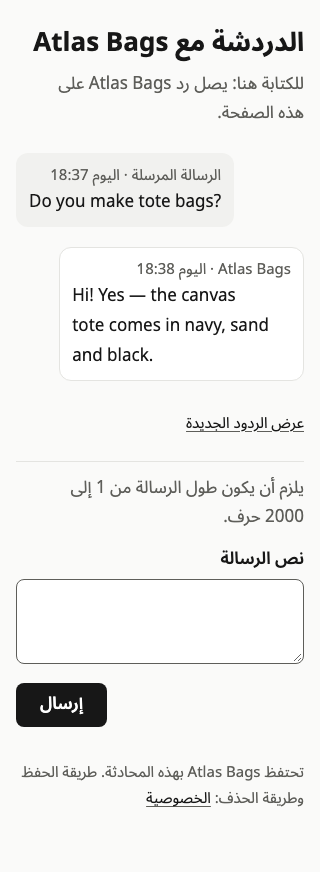 الدردشة مع Atlas Bags
للكتابة هنا: يصل رد Atlas Bags على
هذه الصفحة.
الرسالة المرسلة · اليوم 18:37
Do you make tote bags?
Atlas Bags · اليوم 18:38
Hi! Yes — the canvas
tote comes in navy, sand
and black.
عرض الردود الجديدة
يلزم أن يكون طول الرسالة من 1 إلى
2000 حرف.
نص الرسالة
إرسال
تحتفظ Atlas Bags بهذه المحادثة. طريقة الحفظ
وطريقة الحذف: الخصوصية